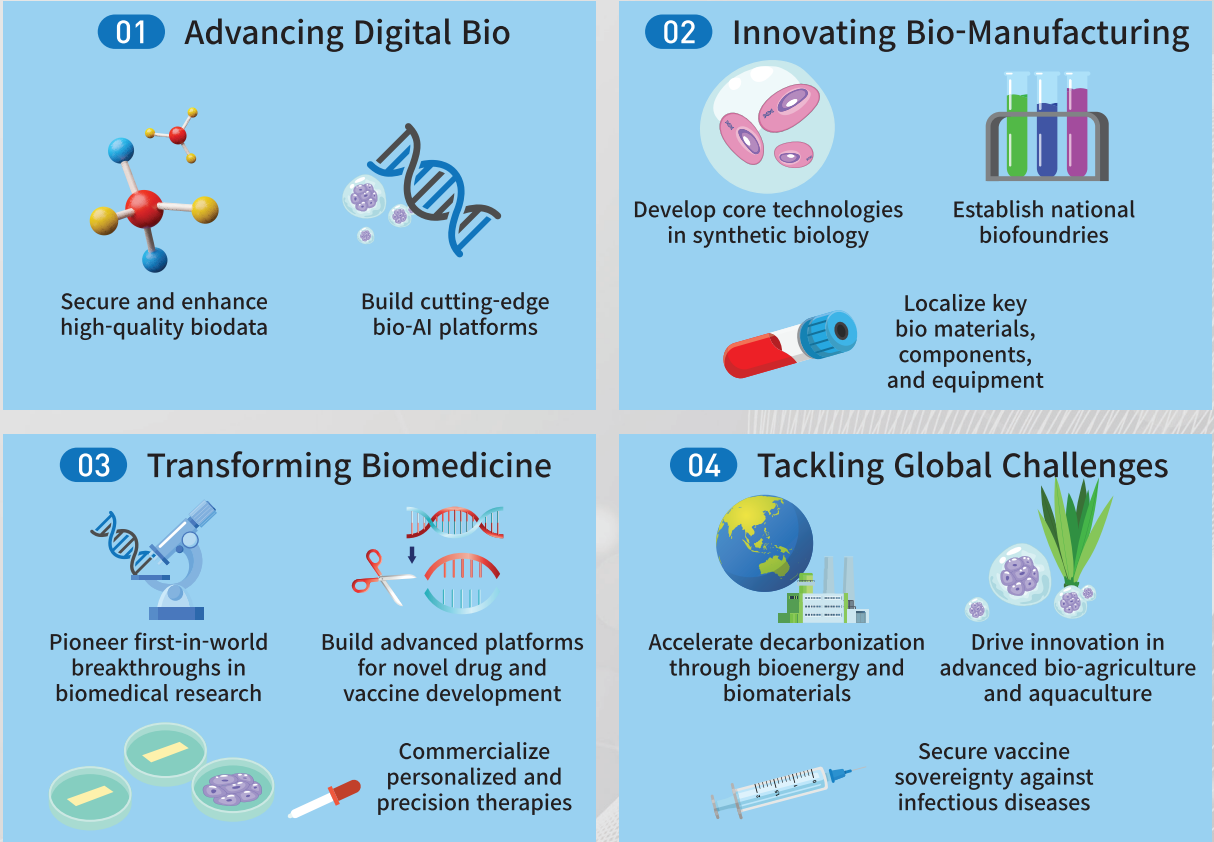 01 Advancing Digital Bio
Secure and enhance
high-quality biodata
Build cutting-edge
bio-AI platforms
02 Innovating Bio-Manufacturing
Develop core technologies
in synthetic biology
Establish national
biofoundries
Localize key
bio materials,
components,
and equipment
03 Transforming Biomedicine
Pioneer first-in-world
breakthroughs in
biomedical research
Build advanced platforms
for novel drug and
vaccine development
Commercialize
personalized and
precision therapies
04 Tackling Global Challenges
Accelerate decarbonization
through bioenergy and
biomaterials
Drive innovation in
advanced bio-agriculture
and aquaculture
Secure vaccine
sovereignty against
infectious diseases